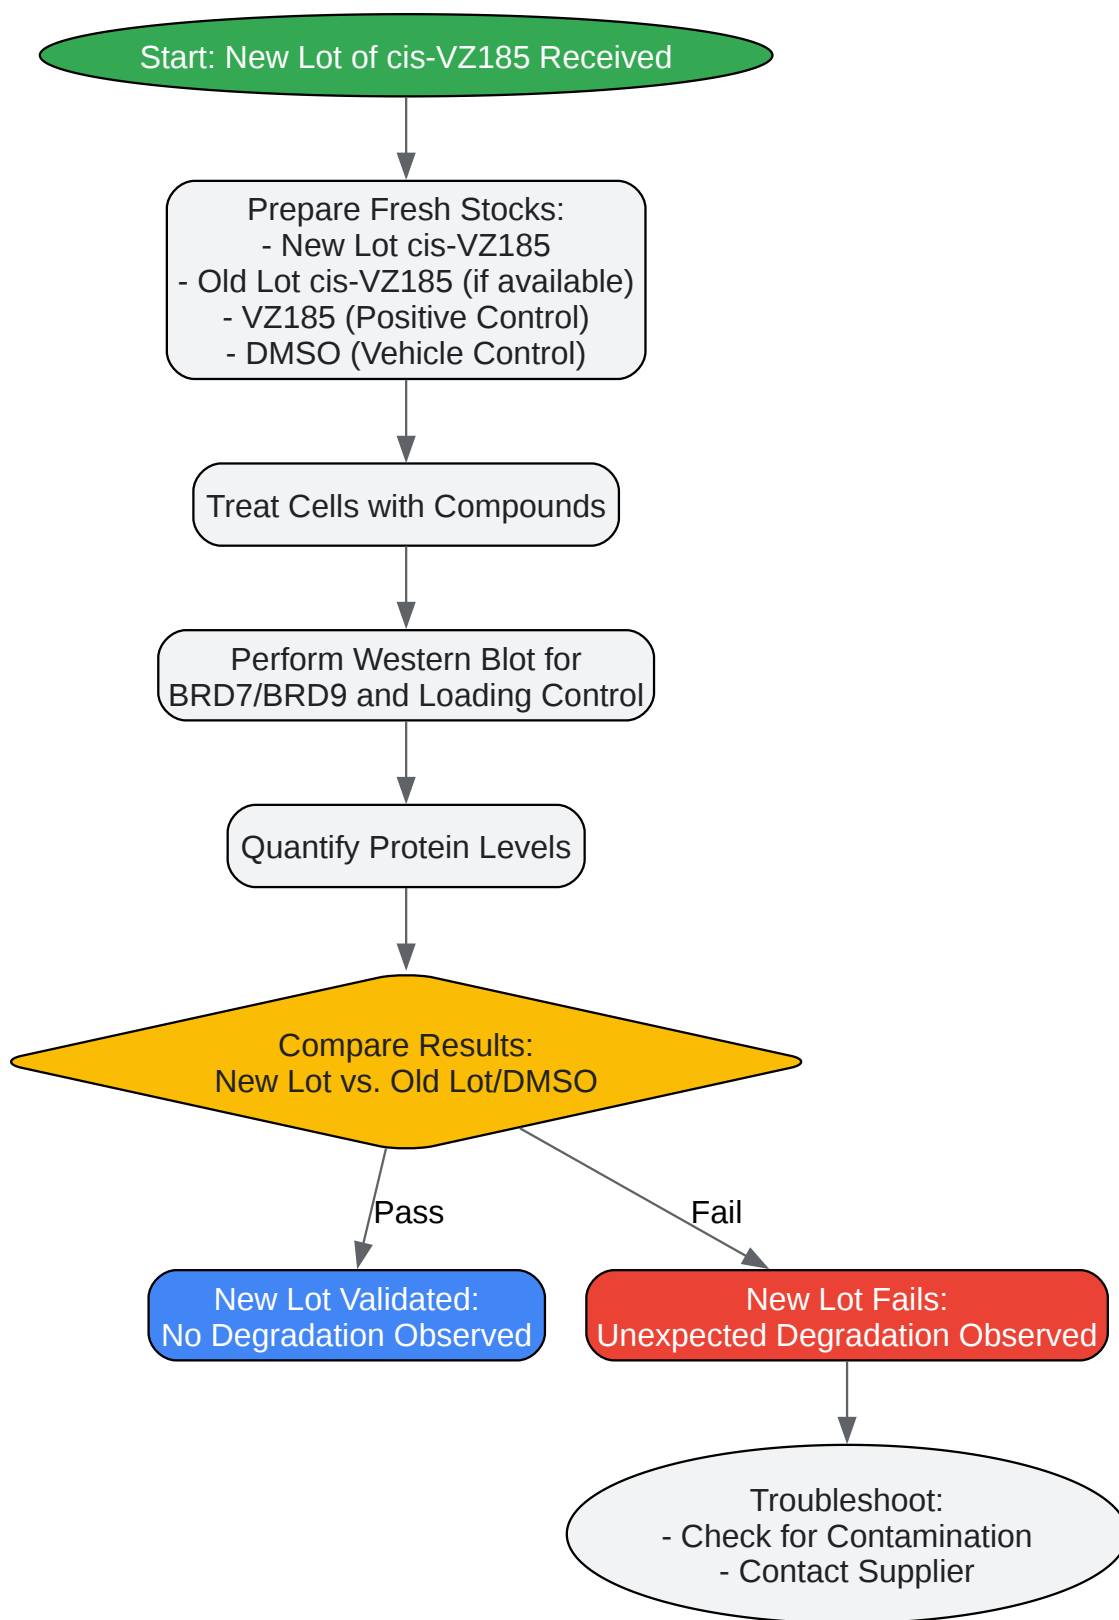 Start: New Lot of cis-VZ185 Received
Prepare Fresh Stocks:
- New Lot cis-VZ185
- Old Lot cis-VZ185 (if available)
- VZ185 (Positive Control)
- DMSO (Vehicle Control)
Treat Cells with Compounds
Perform Western Blot for
BRD7/BRD9 and Loading Control
Quantify Protein Levels
Compare Results:
New Lot vs. Old Lot/DMSO
Pass
Fail
New Lot Validated:
No Degradation Observed
New Lot Fails:
Unexpected Degradation Observed
Troubleshoot:
- Check for Contamination
- Contact Supplier